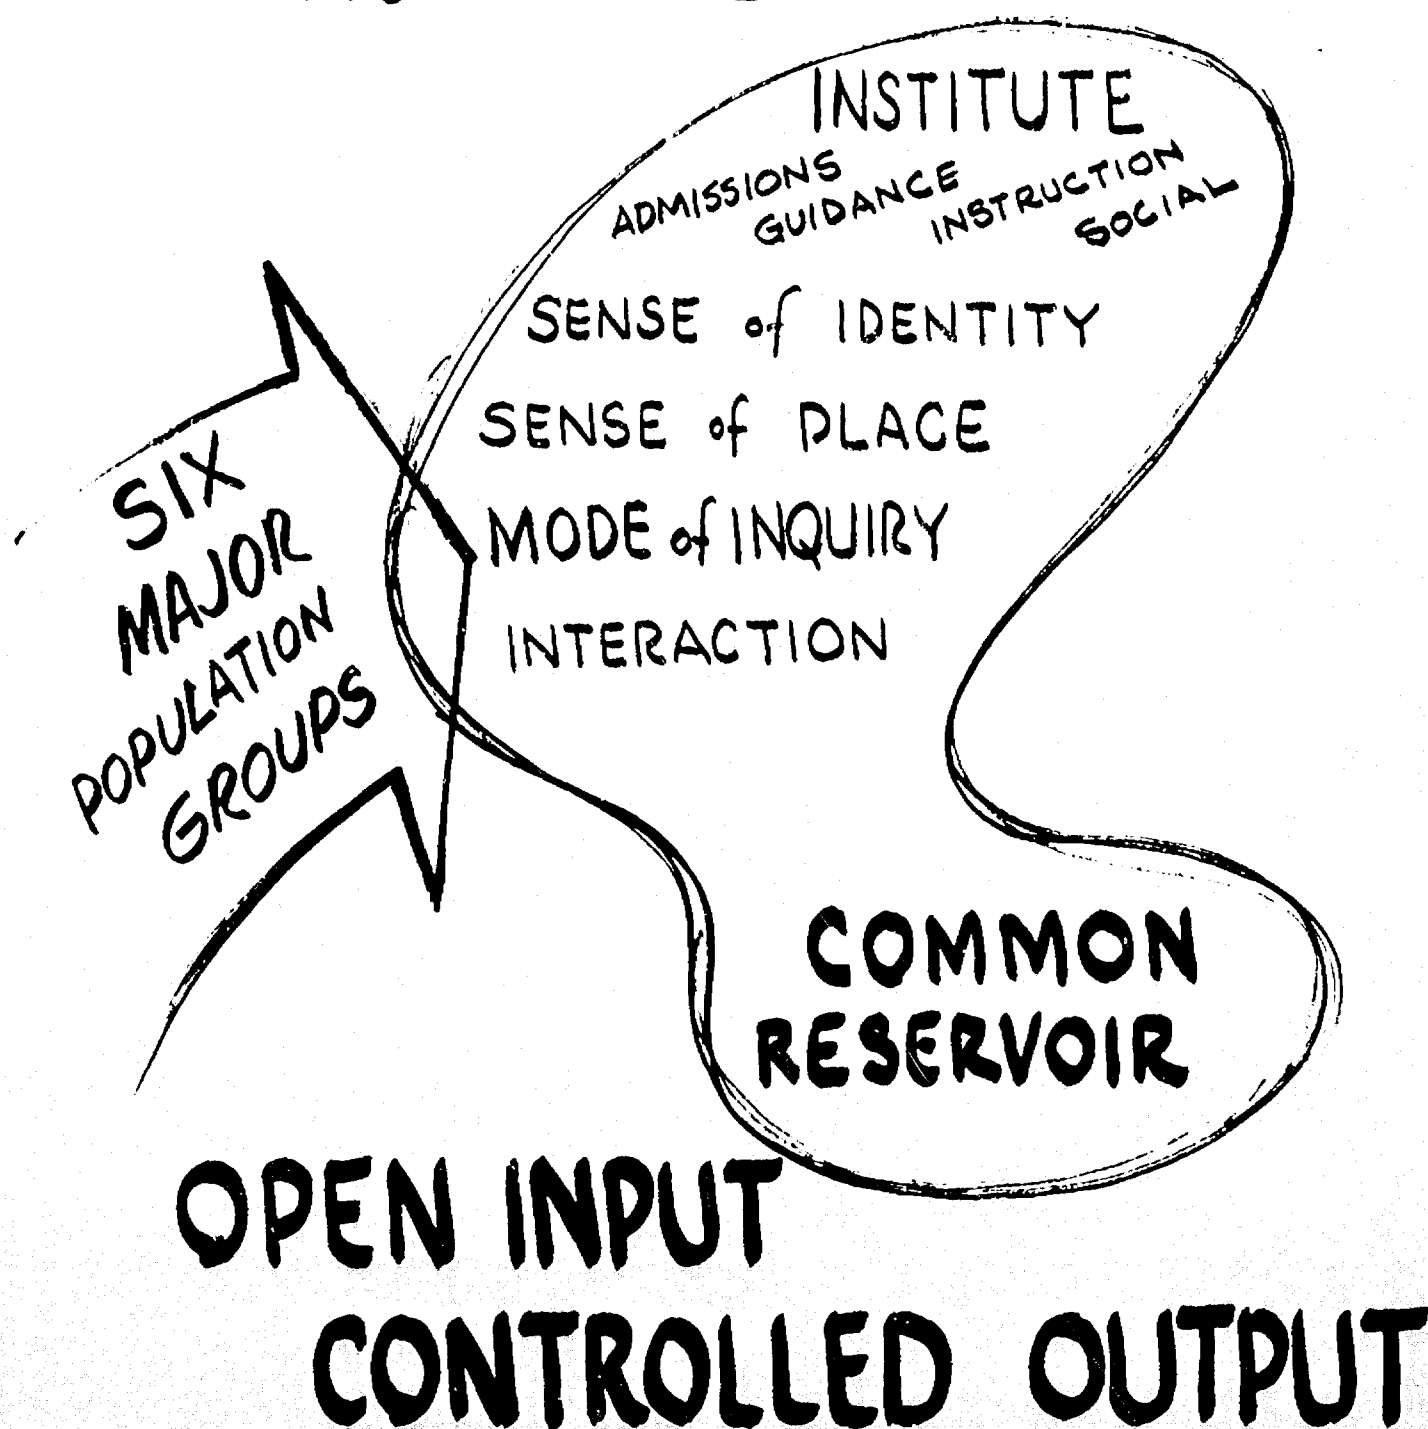 INSTITUTE
ADMISSIONS
GUIDANCE
INSTRUCTION
SOCIAL
SENSE of IDENTITY
SENSE of PLACE
MODE of INQUIRY
INTERACTION
SIX
MAJOR
POPULATION
GROUPS
COMMON
RESERVOIR
OPEN INPUT
CONTROLLED OUTPUT